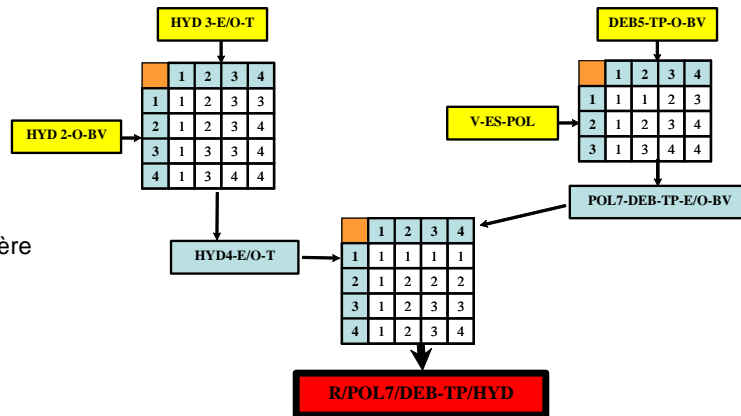 HYD 3-E/O-T
DEB5-TP-O-BV
1 2 3 4
1 1 2 3 3
2 1 2 3 4
3 1 3 3 4
4 1 3 4 4
HYD 2-O-BV
1 2 3 4
1 1 1 2 3
2 1 2 3 4
3 1 3 4 4
V-ES-POL
POL7-DEB-TP-E/O-BV
ère
HYD4-E/O-T
1 2 3 4
1 1 1 1 1
2 1 2 2 2
3 1 2 3 3
4 1 2 3 4
R/POL7/DEB-TP/HYD